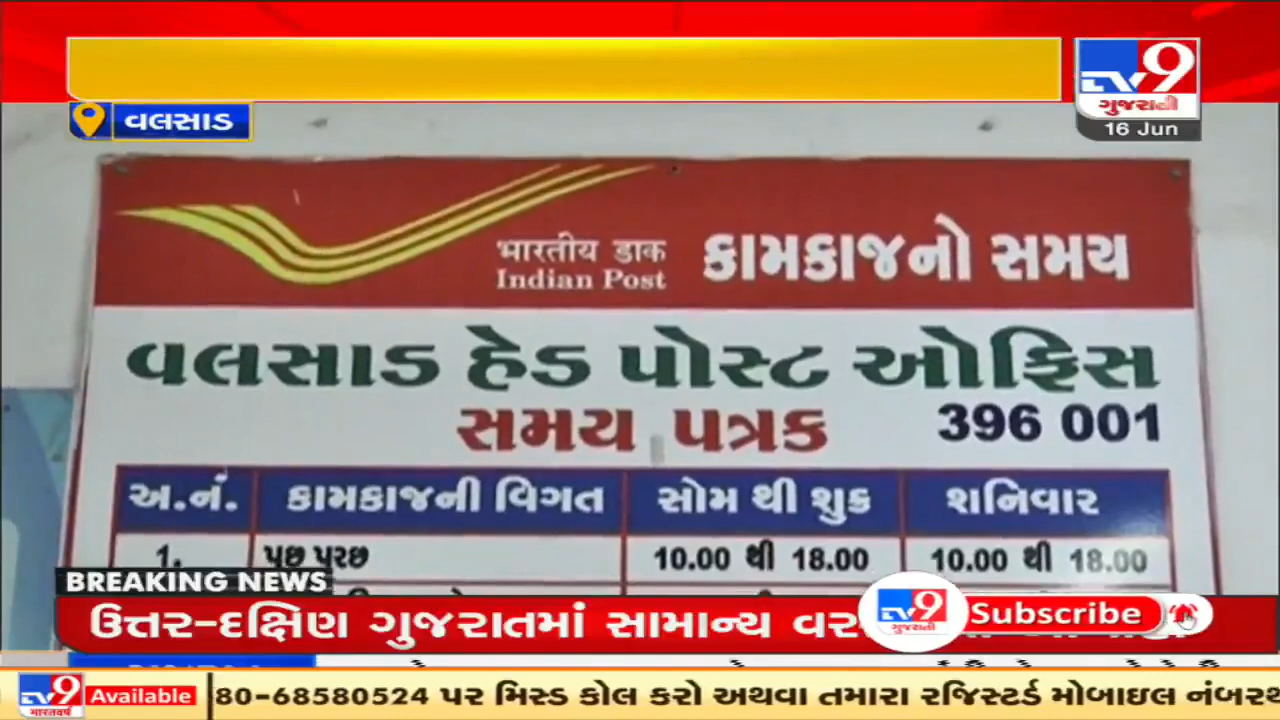 TV9
ગુજરાતી
16 Jun
વલસાડ
भारतीय डाक
Indian Post
કામકાજનો સમય
વલસાડ હેડ પોસ્ટ ઓફિસ
સમય પત્રક
396 001
અ.નં. કામકાજની વિગત સોમ થી શુક્ર શનિવાર
1. પુછ પરછ 10.00 થી 18.00 10.00 થી 18.00
BREAKING NEWS
ઉત્તર-દક્ષિણ ગુજરાતમાં સામાન્ય
TV9
ગુજરાતી
Subscribe
TV9
भारतवर्ष
Available
80-68580524 પર મિસ્ડ કોલ કરો અથવા તમારા રજિસ્ટર્ડ મોબાઇલ